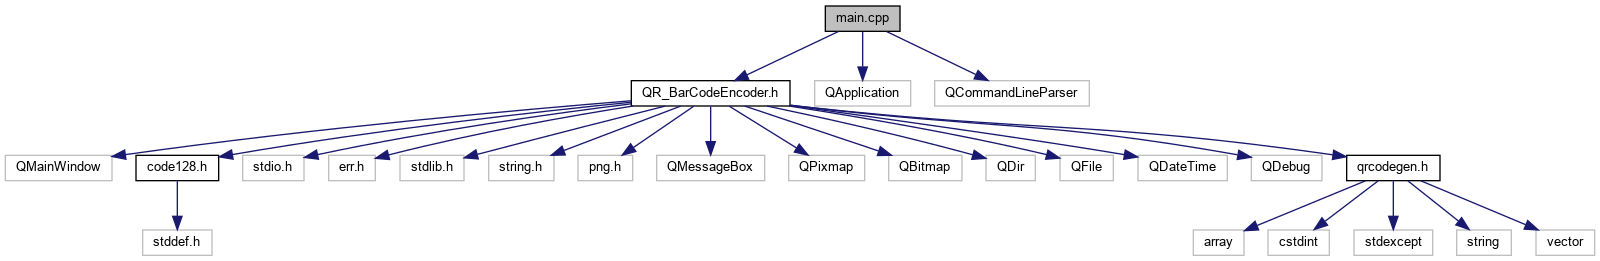 main.cpp
QR_BarCodeEncoder.h
QApplication
QCommandLineParser
QMainWindow
code128.h
stdio.h
err.h
stdlib.h
string.h
png.h
QMessageBox
QPixmap
QBitmap
QDir
QFile
QDateTime
QDebug
qrcodegen.h
stddef.h
array
cstdint
stdexcept
string
vector